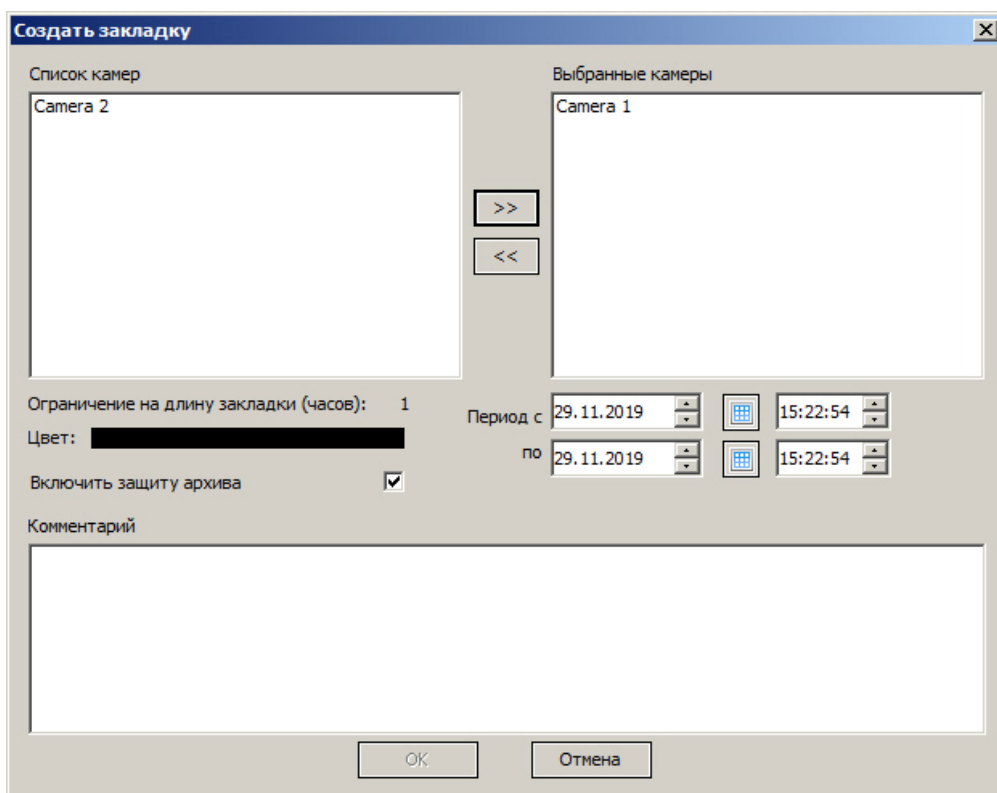 Создать закладку
Список камер
Выбранные камеры
Camera 2
Camera 1
>>
<<
Ограничение на длину закладки (часов): 1
Период с 29.11.2019 15:22:54
Цвет:
по 29.11.2019 15:22:54
Включить защиту архива
Комментарий
OK Отмена